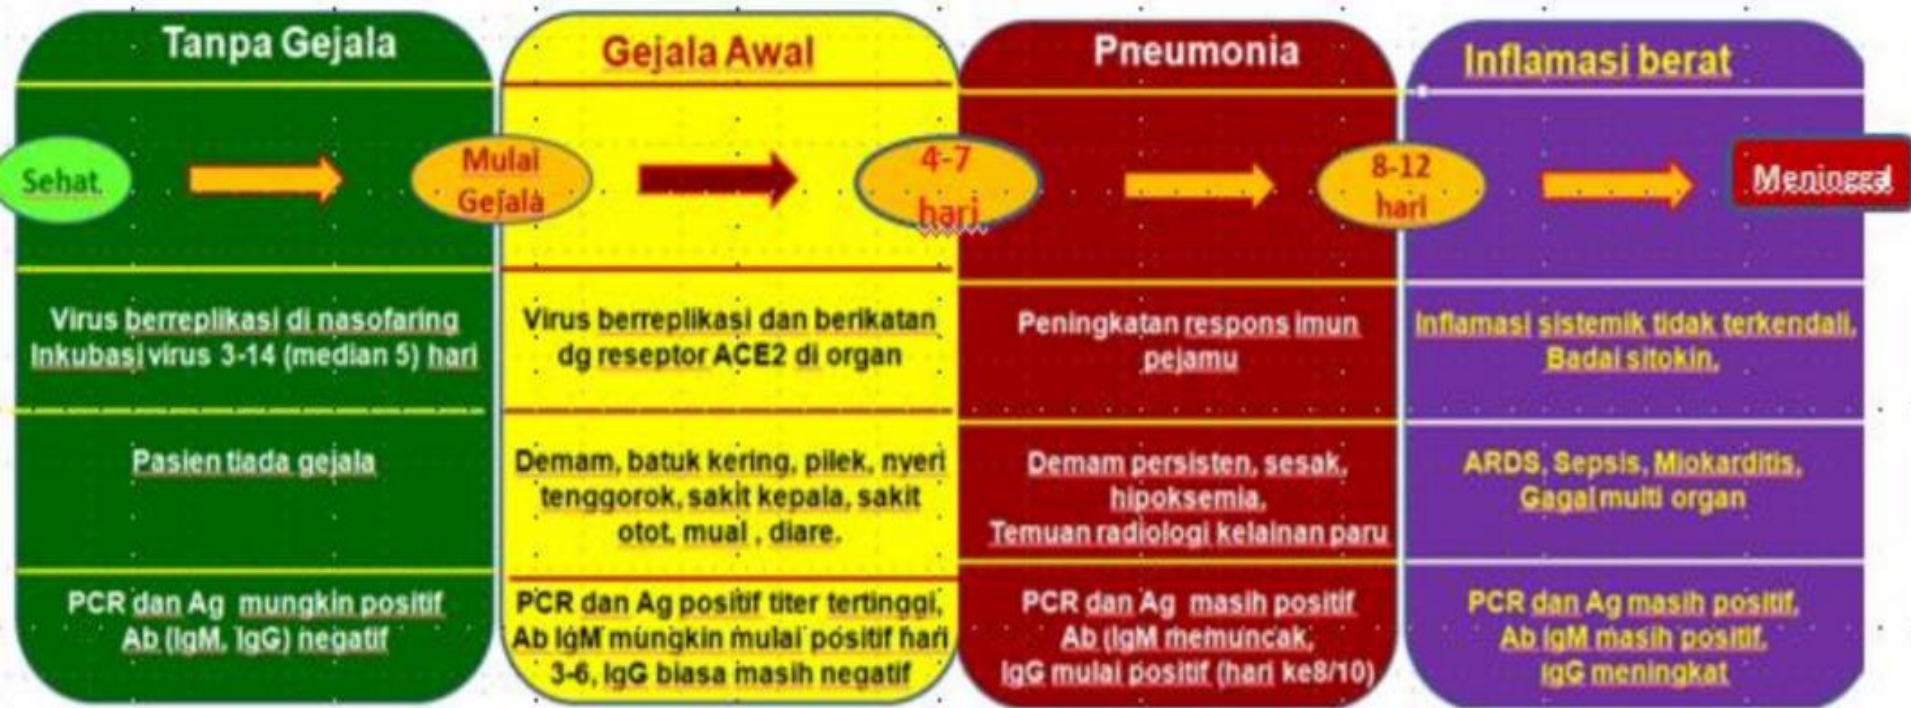 Tanpa Gejala
Sehat
Mulai
Gejala
Virus berreplikasi di nasofaring
Inkubasi virus 3-14 (median 5) hari
Pasien tiada gejala
PCR dan Ag mungkin positif
Ab (IgM, IgG) negatif
Gejala Awal
4-7
hari
Virus berreplikasi dan berikatan
dg reseptor ACE2 di organ
Demam, batuk kering, pilek, nyeri
tenggorok, sakit kepala, sakit
otot, mual , diare.
PCR dan Ag positif titer tertinggi,
Ab IgM mungkin mulai positif hari
3-6, IgG biasa masih negatif
Pneumonia
8-12
hari
Peningkatan respons imun
pejamu
Demam persisten, sesak,
hipoksemia.
Temuan radiologi kelainan paru
PCR dan Ag masih positif
Ab (IgM memuncak,
IgG mulai positif (hari ke8/10)
Inflamasi berat
Meninggal
Inflamasi sistemik tidak terkendali,
Badai sitokin.
ARDS, Sepsis, Miokarditis,
Gagal multi organ
PCR dan Ag masih positif.
Ab IgM masih positif.
IgG meningkat